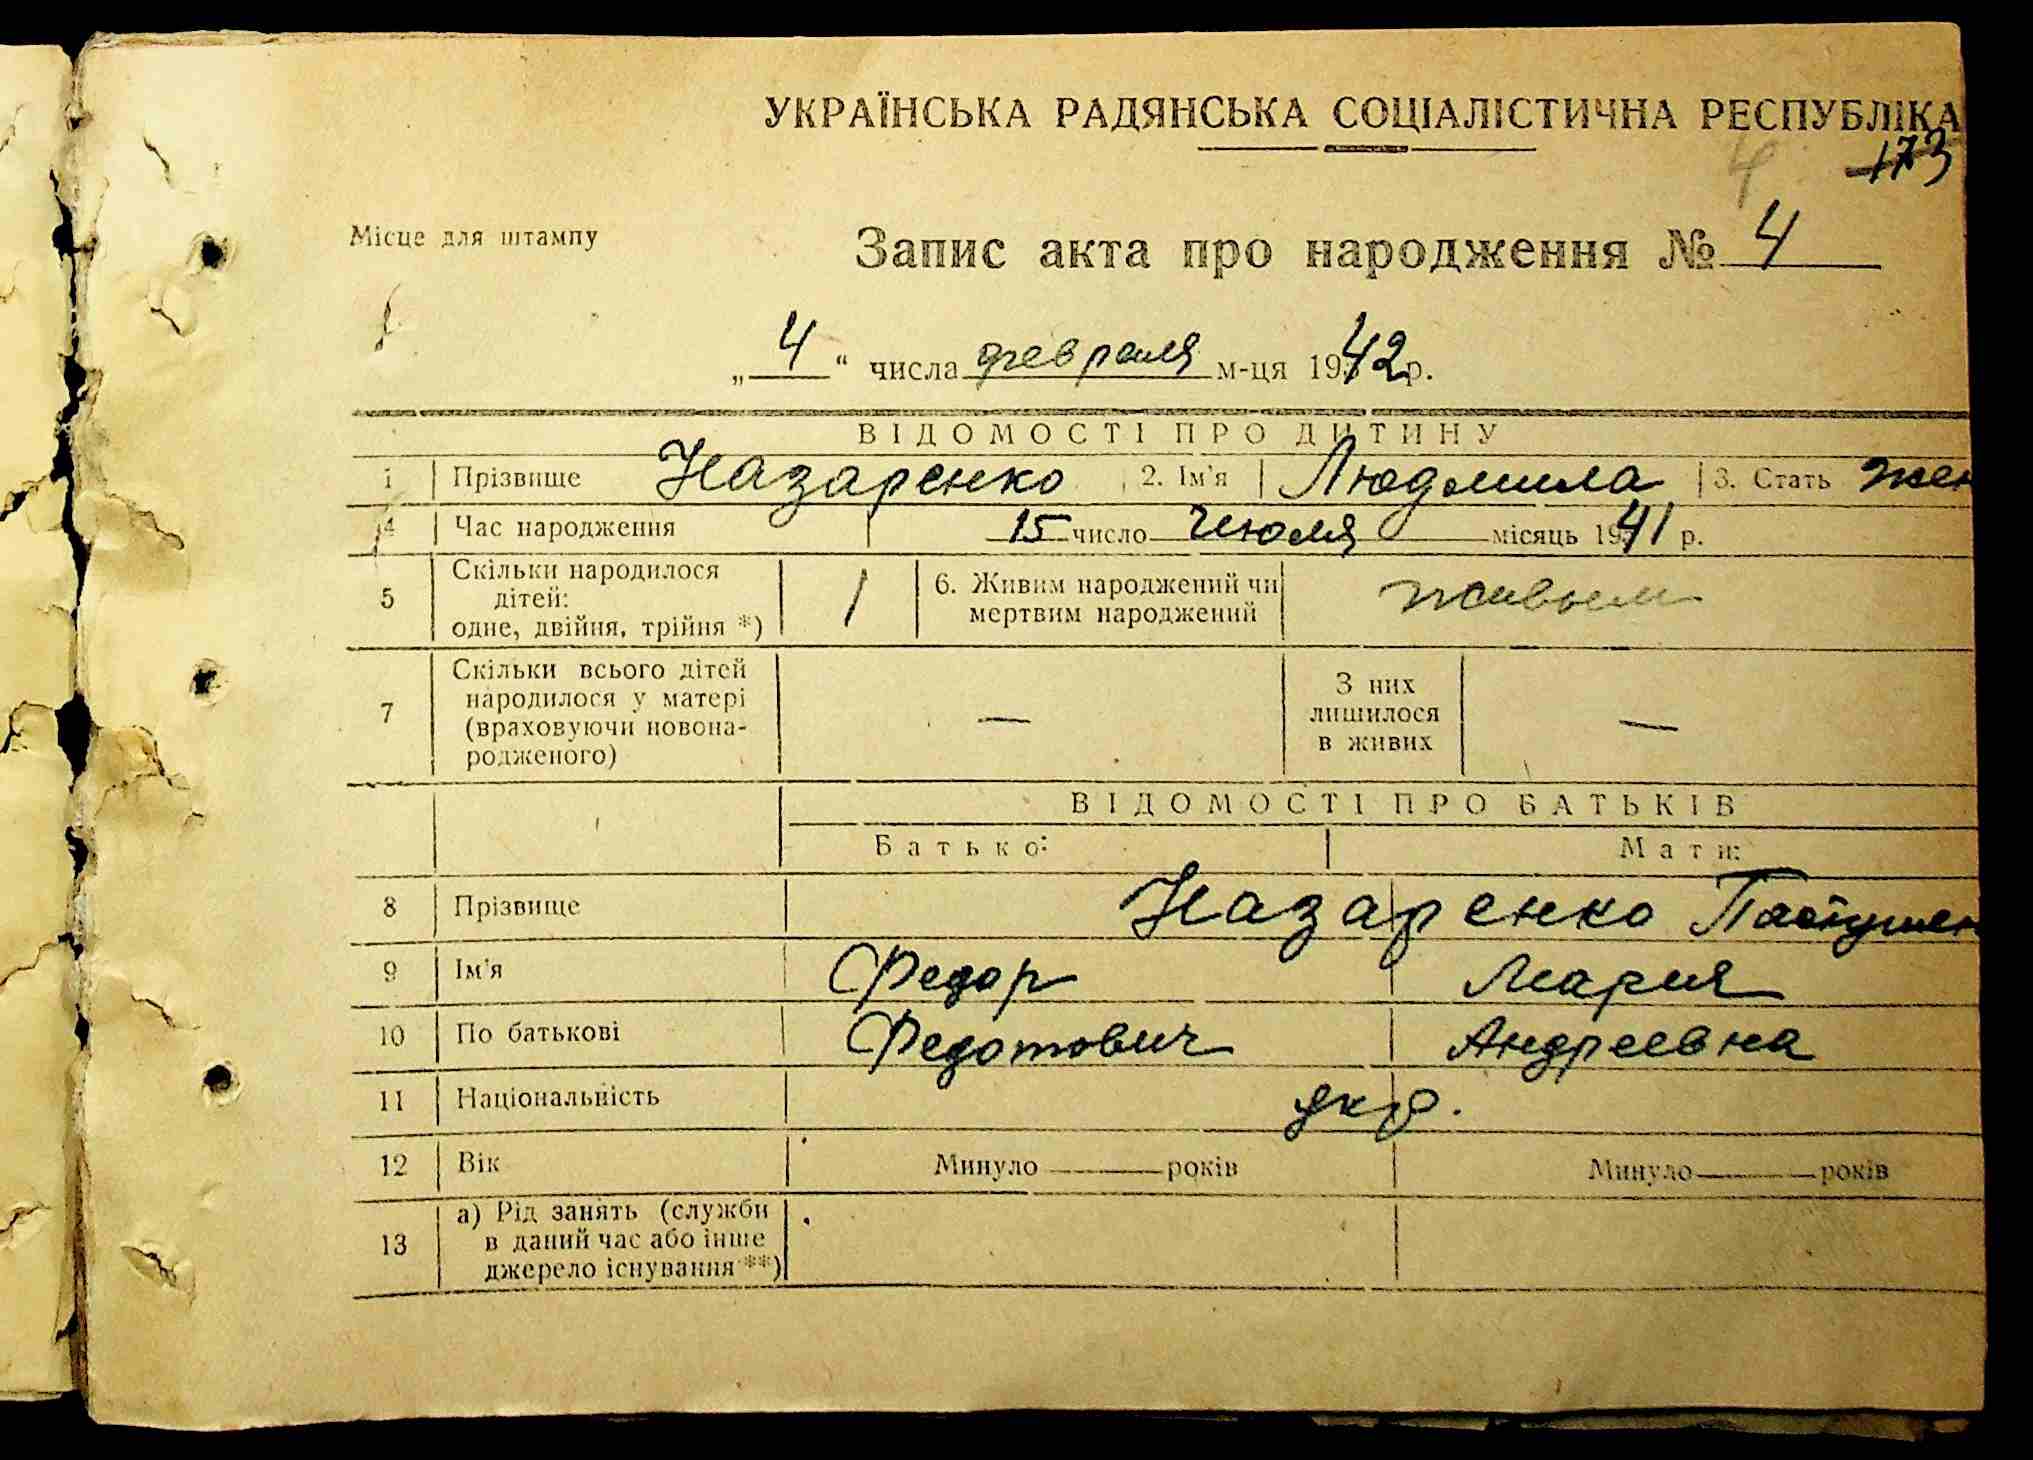 УКРАЇНСЬКА РАДЯНСЬКА СОЦІАЛІСТИЧНА РЕСПУБЛІКА
4 173
Місце для штампу
Запис акта про народження № 4
„ 4 “ числа февраля м-ця 1942 р.
ВІДОМОСТІ ПРО ДИТИНУ
1 Прізвище Назаренко 2. Ім'я Людмила 3. Стать жен
4 Час народження 15 число Июля місяць 1941 р.
5 Скільки народилося дітей: одне, двійня, трійня *) 1 6. Живим народжений чи мертвим народжений живым
7 Скільки всього дітей народилося у матері (враховуючи новонародженого) — З них лишилося в живих —
ВІДОМОСТІ ПРО БАТЬКІВ
Батько: Мати:
8 Прізвище Назаренко
9 Ім'я Федор Мария
10 По батькові Федотович Андреевна
11 Національність укр.
12 Вік Минуло ——— років Минуло ——— років
13 а) Рід занять (служби в даний час або інше джерело існування **)